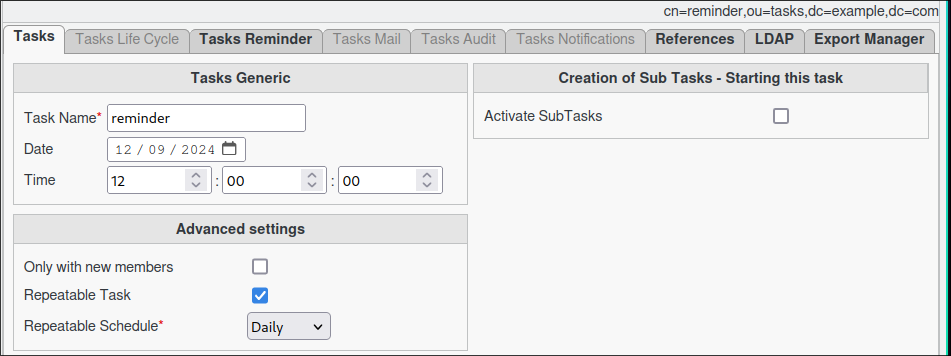 cn=reminder,ou=tasks,dc=example,dc=com
Tasks Tasks Life Cycle Tasks Reminder Tasks Mail Tasks Audit Tasks Notifications References LDAP Export Manager
Tasks Generic
Task Name* reminder
Date 12 / 09 / 2024
Time 12 : 00 : 00
Advanced settings
Only with new members
Repeatable Task
Repeatable Schedule* Daily
Creation of Sub Tasks - Starting this task
Activate SubTasks